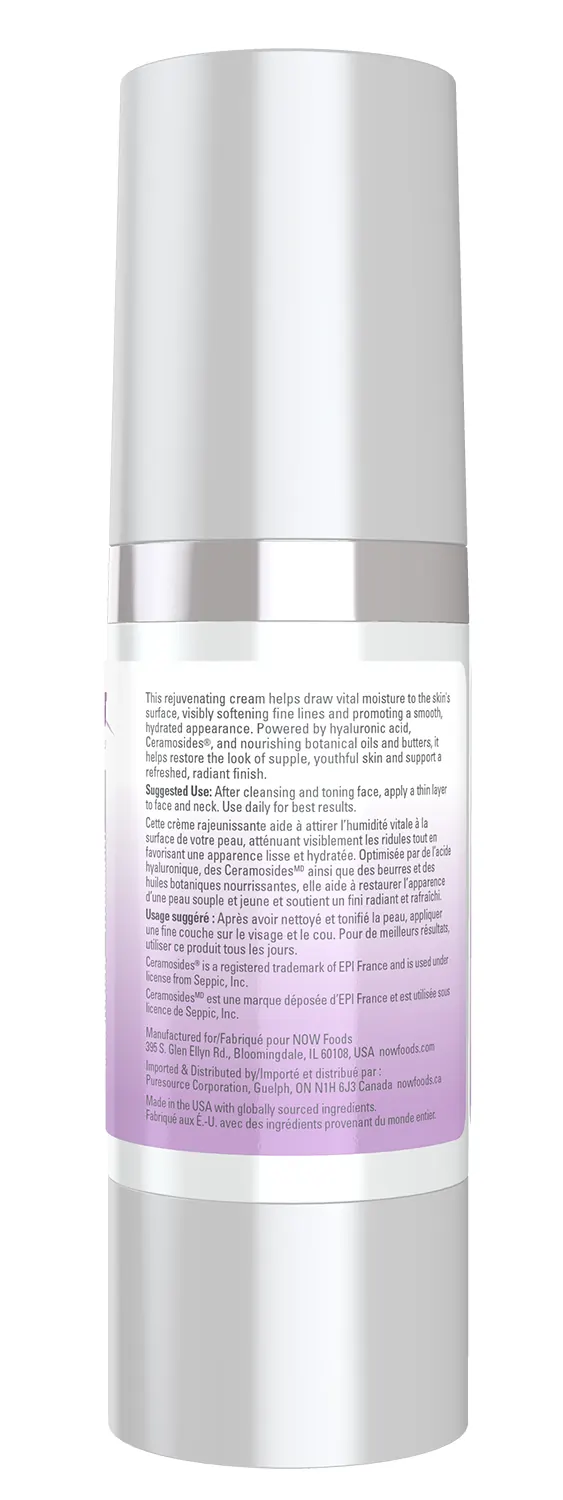 This rejuvenating cream helps draw vital moisture to the skin's
surface, visibly softening fine lines and promoting a smooth,
hydrated appearance. Powered by hyaluronic acid,
Ceramosides®, and nourishing botanical oils and butters, it
helps restore the look of supple, youthful skin and support a
refreshed, radiant finish.
Suggested Use: After cleansing and toning face, apply a thin layer
to face and neck. Use daily for best results.
Cette crème rajeunissante aide à attirer l'humidité vitale à la
surface de votre peau, atténuant visiblement les ridules tout en
favorisant une apparence lisse et hydratée. Optimisée par de l'acide
hyaluronique, des Ceramosides ᴹᴰ ainsi que des beurres et des
huiles botaniques nourrissantes, elle aide à restaurer l'apparence
d'une peau souple et jeune et soutient un fini radiant et rafraîchi.
Usage suggéré : Après avoir nettoyé et tonifié la peau, appliquer
une fine couche sur le visage et le cou. Pour de meilleurs résultats,
utiliser ce produit tous les jours.
Ceramosides® is a registered trademark of EPI France and is used under
license from Seppic, Inc.
Ceramosidesᴹᴰ est une marque déposée d'EPI France et est utilisée sous
licence de Seppic, Inc.
Manufactured for/Fabriqué pour NOW Foods
395 S. Glen Ellyn Rd., Bloomingdale, IL 60108, USA nowfoods.com
Imported & Distributed by/Importé et distribué par :
Puresource Corporation, Guelph, ON N1H 6J3 Canada nowfoods.ca
Made in the USA with globally sourced ingredients.
Fabriqué aux É.-U. avec des ingrédients provenant du monde entier.